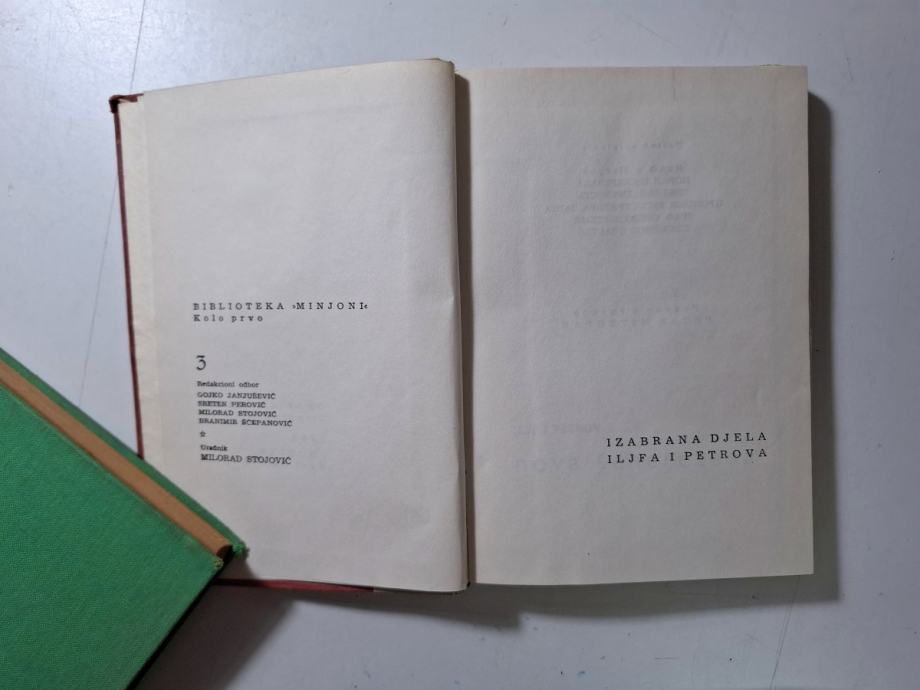 BIBLIOTEKA »MINJONI«
Kolo prvo
3
Redakcioni odbor
GOJKO JANJUŠEVIĆ
SRETEN PEROVIĆ
MILORAD STOJOVIĆ
BRANIMIR ŠĆEPANOVIĆ
Urednik
MILORAD STOJOVIĆ
IZABRANA DJELA
ILJFA I PETROVA